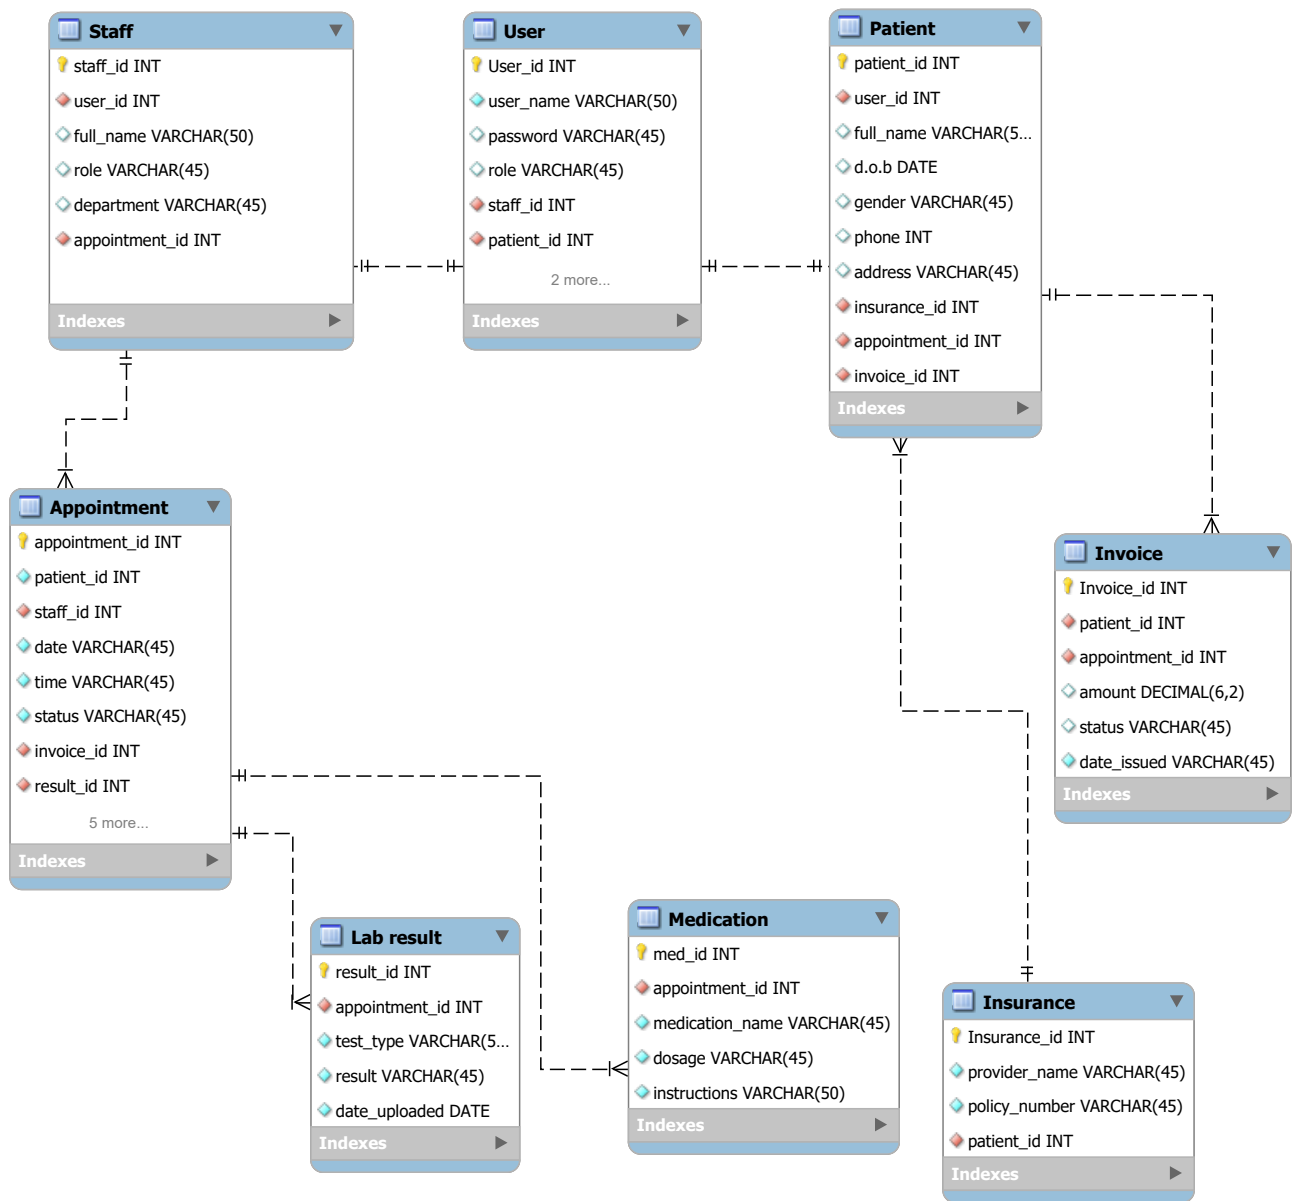 Staff
staff_id INT
user_id INT
full_name VARCHAR(50)
role VARCHAR(45)
department VARCHAR(45)
appointment_id INT
Indexes
User
User_id INT
user_name VARCHAR(50)
password VARCHAR(45)
role VARCHAR(45)
staff_id INT
patient_id INT
2 more...
Indexes
Patient
patient_id INT
user_id INT
full_name VARCHAR(5...
d.o.b DATE
gender VARCHAR(45)
phone INT
address VARCHAR(45)
insurance_id INT
appointment_id INT
invoice_id INT
Indexes
Appointment
appointment_id INT
patient_id INT
staff_id INT
date VARCHAR(45)
time VARCHAR(45)
status VARCHAR(45)
invoice_id INT
result_id INT
5 more...
Indexes
Invoice
Invoice_id INT
patient_id INT
appointment_id INT
amount DECIMAL(6,2)
status VARCHAR(45)
date_issued VARCHAR(45)
Indexes
Lab result
result_id INT
appointment_id INT
test_type VARCHAR(5...
result VARCHAR(45)
date_uploaded DATE
Indexes
Medication
med_id INT
appointment_id INT
medication_name VARCHAR(45)
dosage VARCHAR(45)
instructions VARCHAR(50)
Indexes
Insurance
Insurance_id INT
provider_name VARCHAR(45)
policy_number VARCHAR(45)
patient_id INT
Indexes